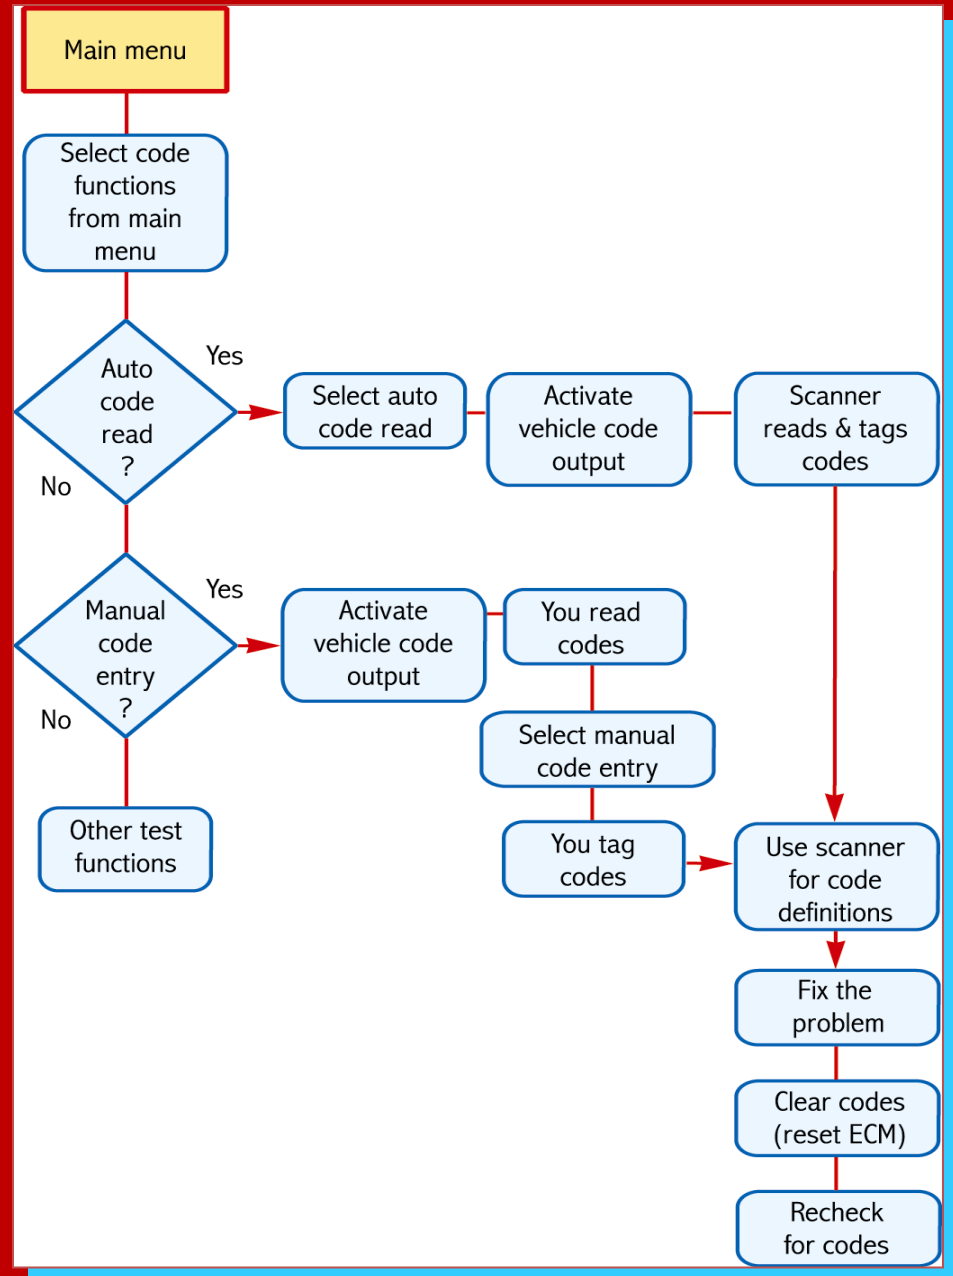 Main menu
Select code
functions
from main
menu
Auto
code
read
?
Yes
No
Select auto
code read
Activate
vehicle code
output
Scanner
reads & tags
codes
Manual
code
entry
?
Yes
No
Activate
vehicle code
output
You read
codes
Select manual
code entry
You tag
codes
Other test
functions
Use scanner
for code
definitions
Fix the
problem
Clear codes
(reset ECM)
Recheck
for codes